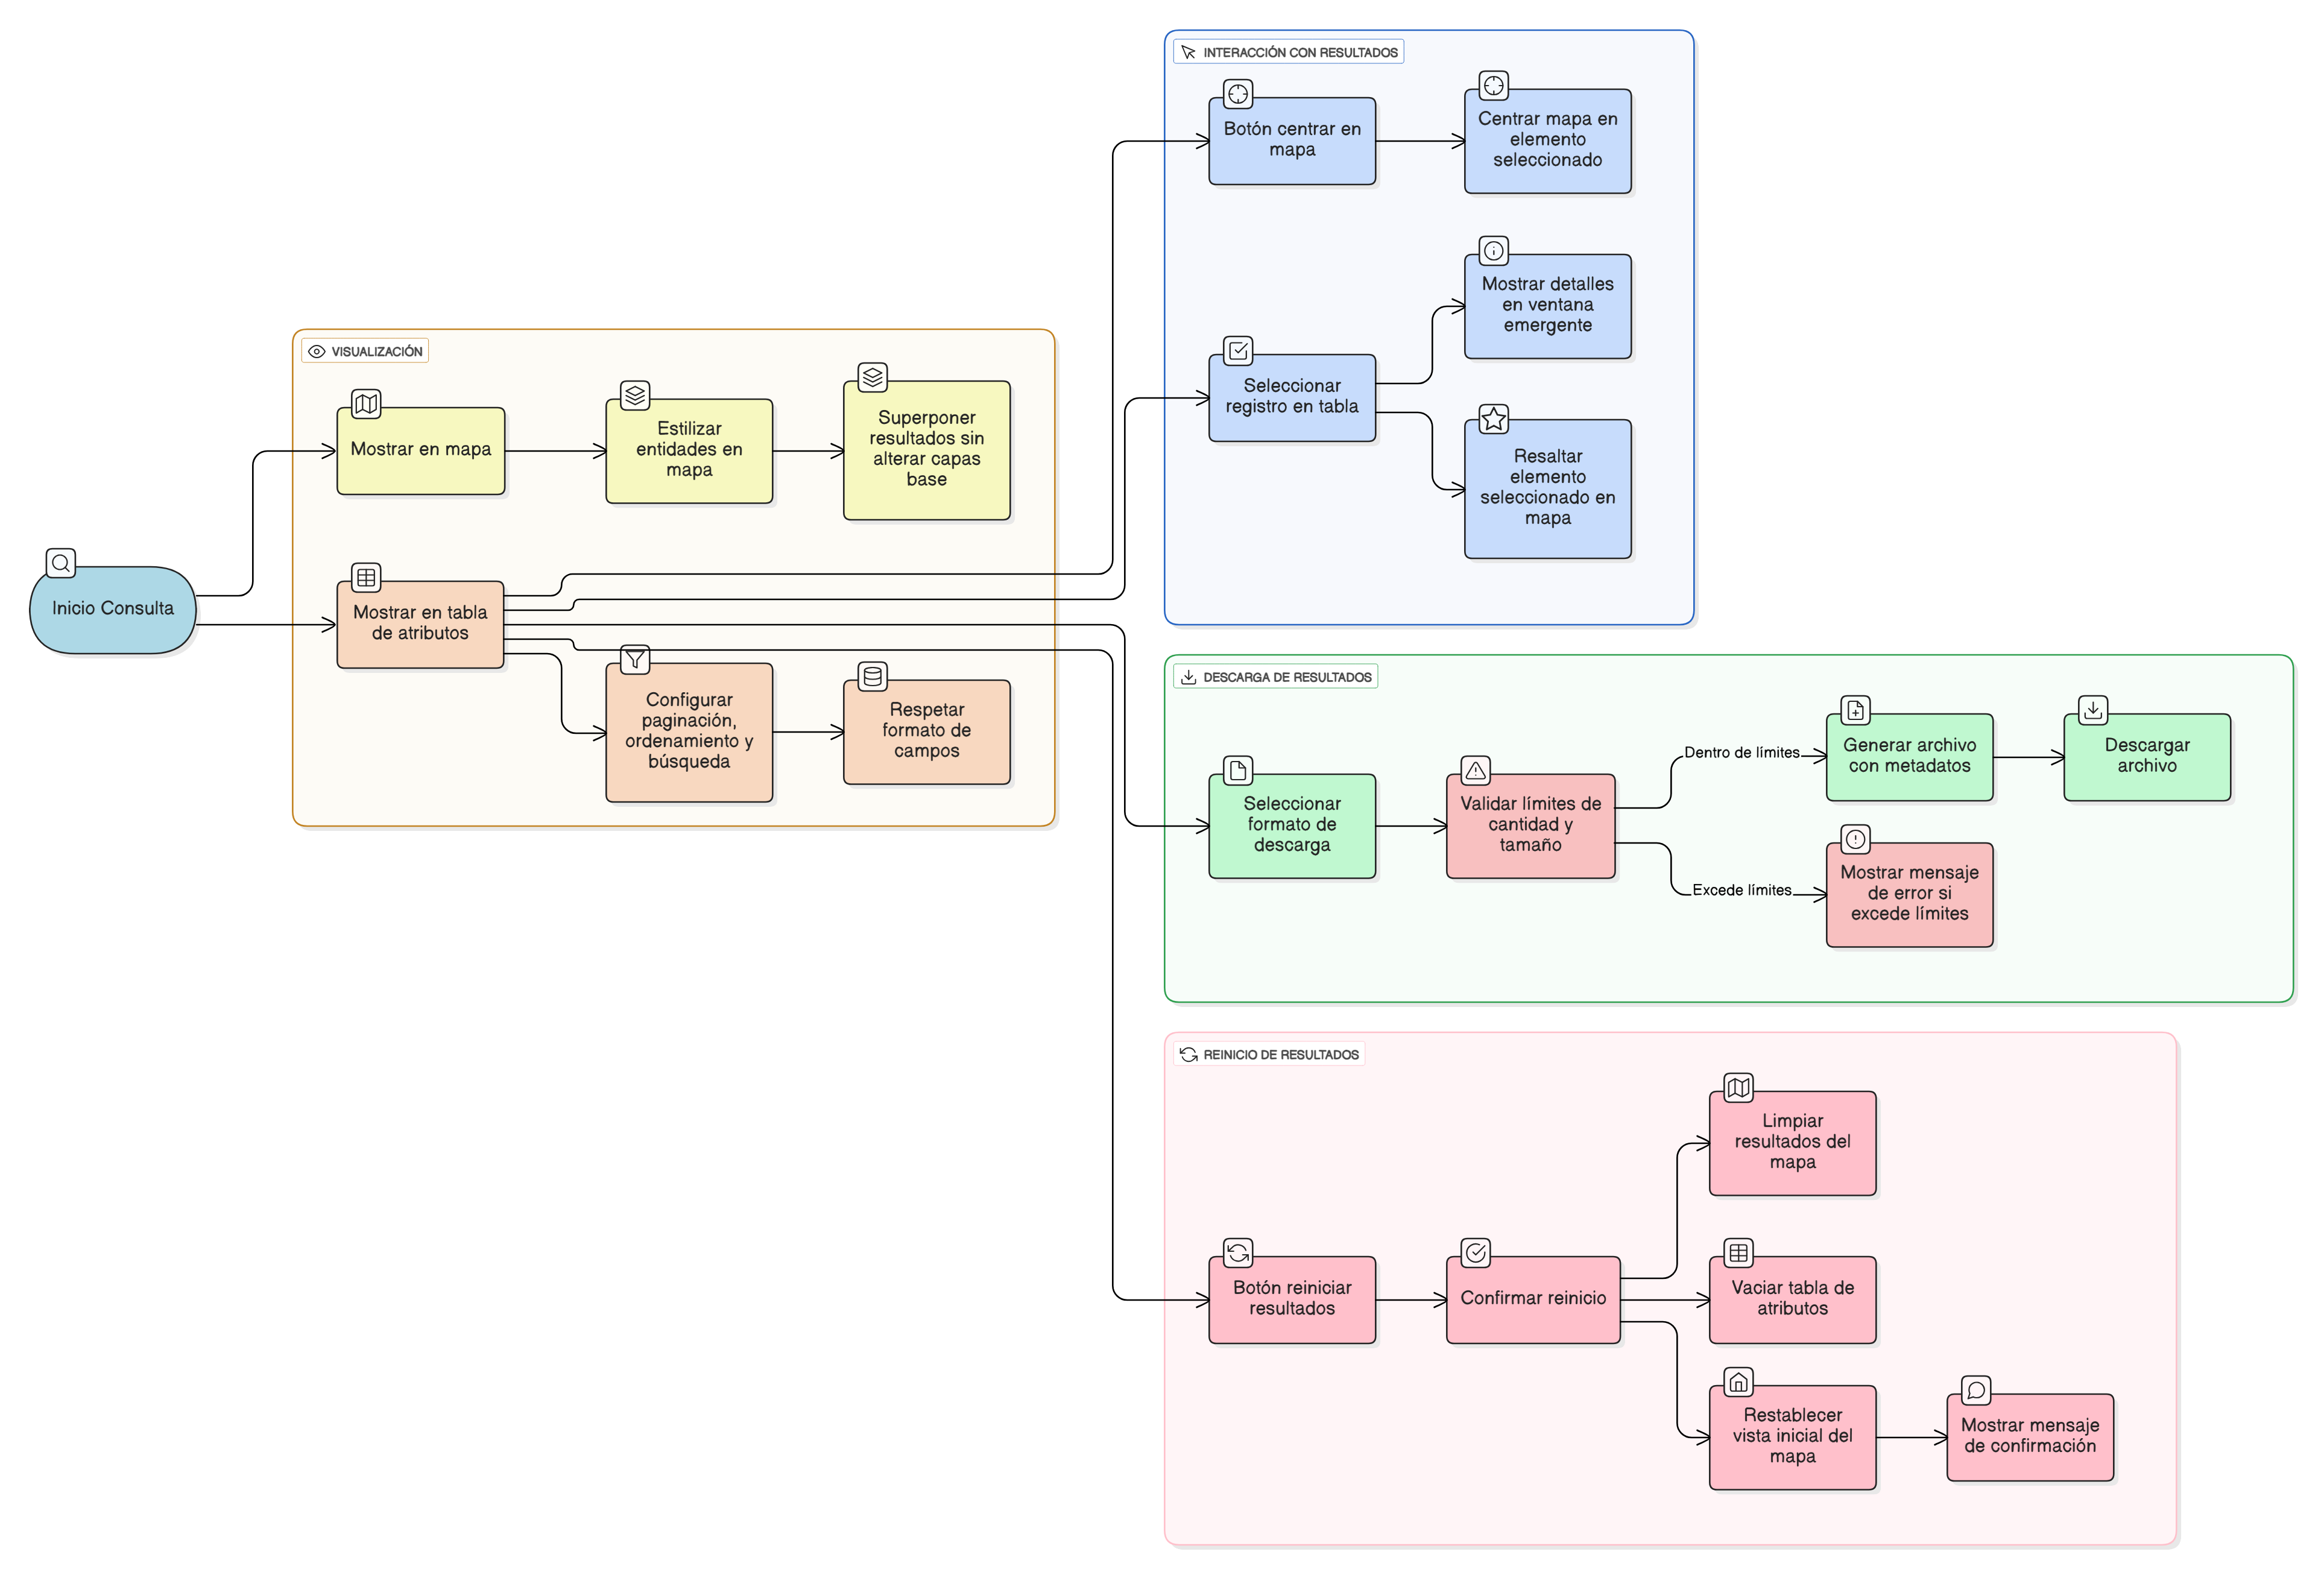 INTERACCIÓN CON RESULTADOS
Botón centrar en
mapa
Centrar mapa en
elemento
seleccionado
Mostrar detalles
en ventana
emergente
Seleccionar
registro en tabla
Resaltar
elemento
seleccionado en
mapa
VISUALIZACIÓN
Mostrar en mapa
Estilizar
entidades en
mapa
Superponer
resultados sin
alterar capas
base
Inicio Consulta
Mostrar en tabla
de atributos
Configurar
paginación,
ordenamiento y
búsqueda
Respetar
formato de
campos
DESCARGA DE RESULTADOS
Seleccionar
formato de
descarga
Validar límites de
cantidad y
tamaño
Dentro de límites
Generar archivo
con metadatos
Descargar
archivo
Excede límites
Mostrar mensaje
de error si
excede límites
REINICIO DE RESULTADOS
Botón reiniciar
resultados
Confirmar reinicio
Limpiar
resultados del
mapa
Vaciar tabla de
atributos
Restablecer
vista inicial del
mapa
Mostrar mensaje
de confirmación